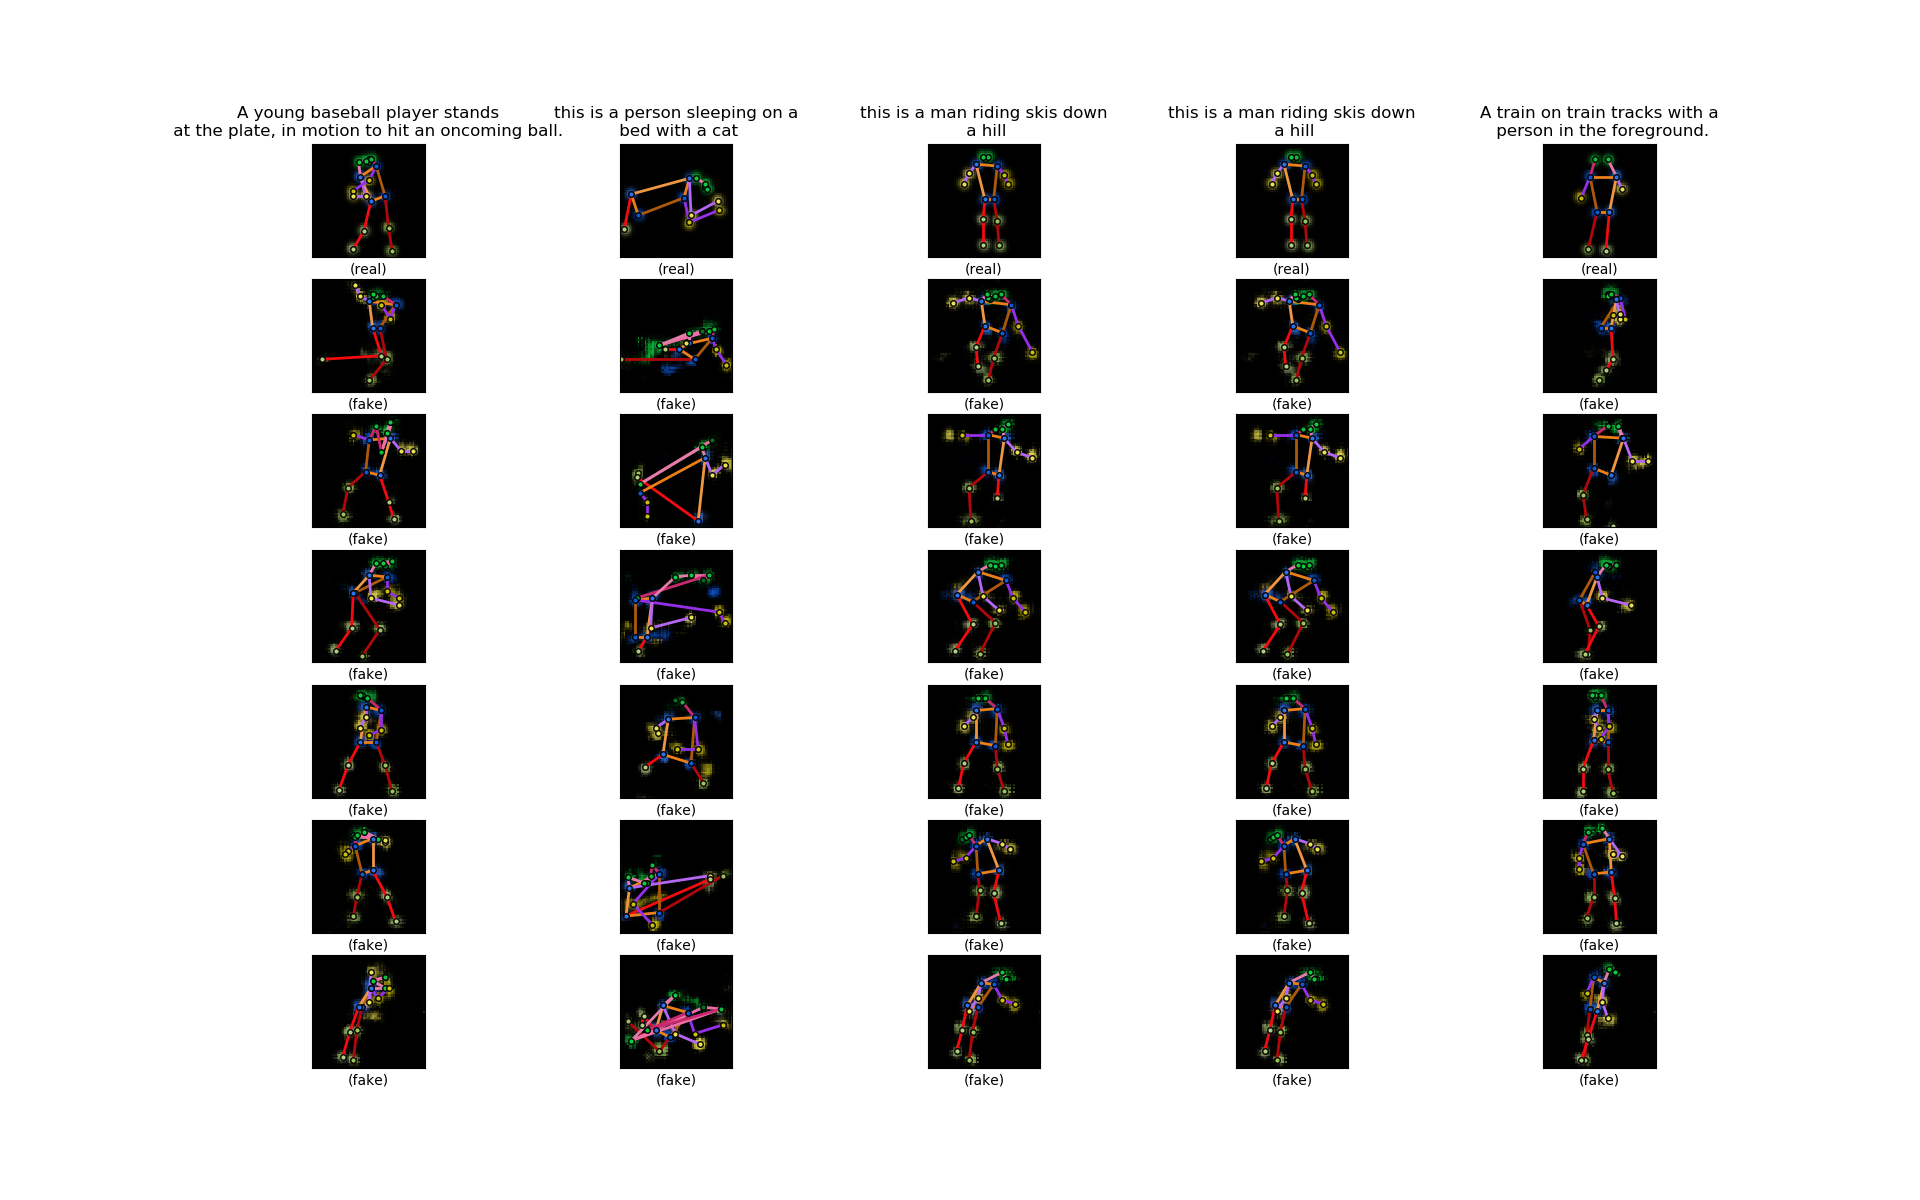 A young baseball player stands
at the plate, in motion to hit an oncoming ball.
this is a person sleeping on a
bed with a cat
this is a man riding skis down
a hill
this is a man riding skis down
a hill
A train on train tracks with a
person in the foreground.
(real) (real) (real) (real) (real)
(fake) (fake) (fake) (fake) (fake)
(fake) (fake) (fake) (fake) (fake)
(fake) (fake) (fake) (fake) (fake)
(fake) (fake) (fake) (fake) (fake)
(fake) (fake) (fake) (fake) (fake)
(fake) (fake) (fake) (fake) (fake)